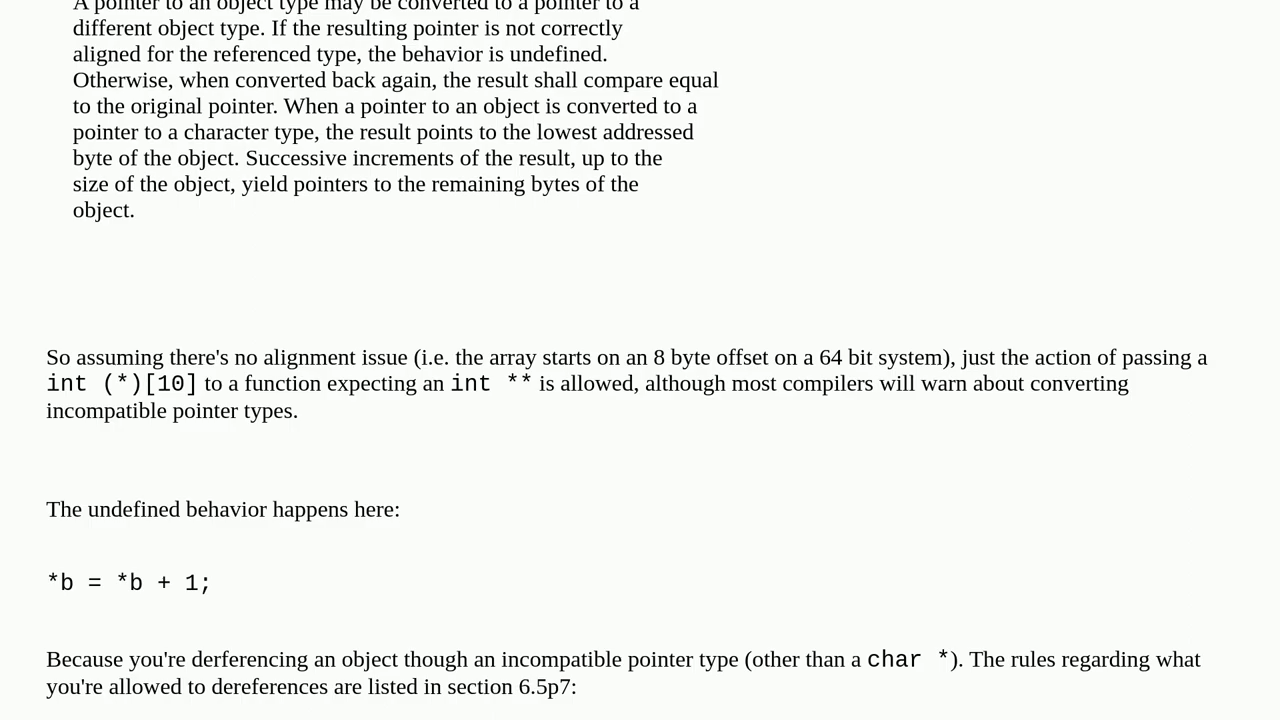 A pointer to an object type may be converted to a pointer to a
different object type. If the resulting pointer is not correctly
aligned for the referenced type, the behavior is undefined.
Otherwise, when converted back again, the result shall compare equal
to the original pointer. When a pointer to an object is converted to a
pointer to a character type, the result points to the lowest addressed
byte of the object. Successive increments of the result, up to the
size of the object, yield pointers to the remaining bytes of the
object.
So assuming there's no alignment issue (i.e. the array starts on an 8 byte offset on a 64 bit system), just the action of passing a
int (*)[10] to a function expecting an int ** is allowed, although most compilers will warn about converting
incompatible pointer types.
The undefined behavior happens here:
*b = *b + 1;
Because you're derferencing an object though an incompatible pointer type (other than a char *). The rules regarding what
you're allowed to dereferences are listed in section 6.5p7: